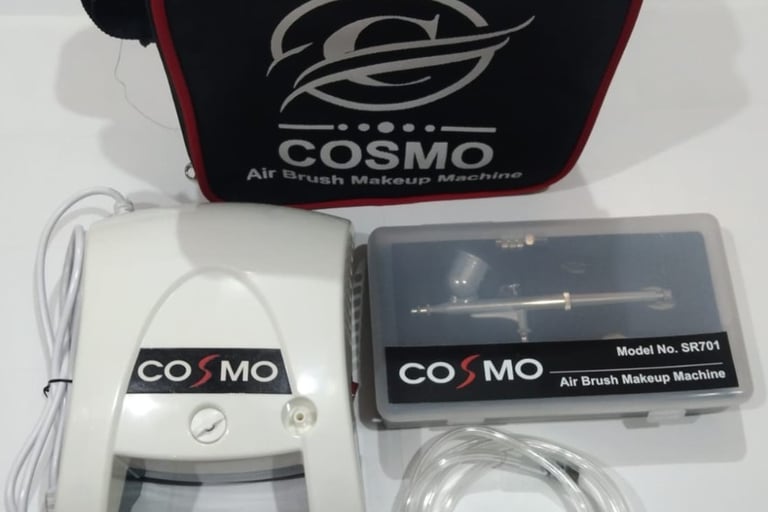 COSMO
Air Brush Makeup Machine
COSMO
COSMO
Model No. SR701
Air Brush Makeup Machine